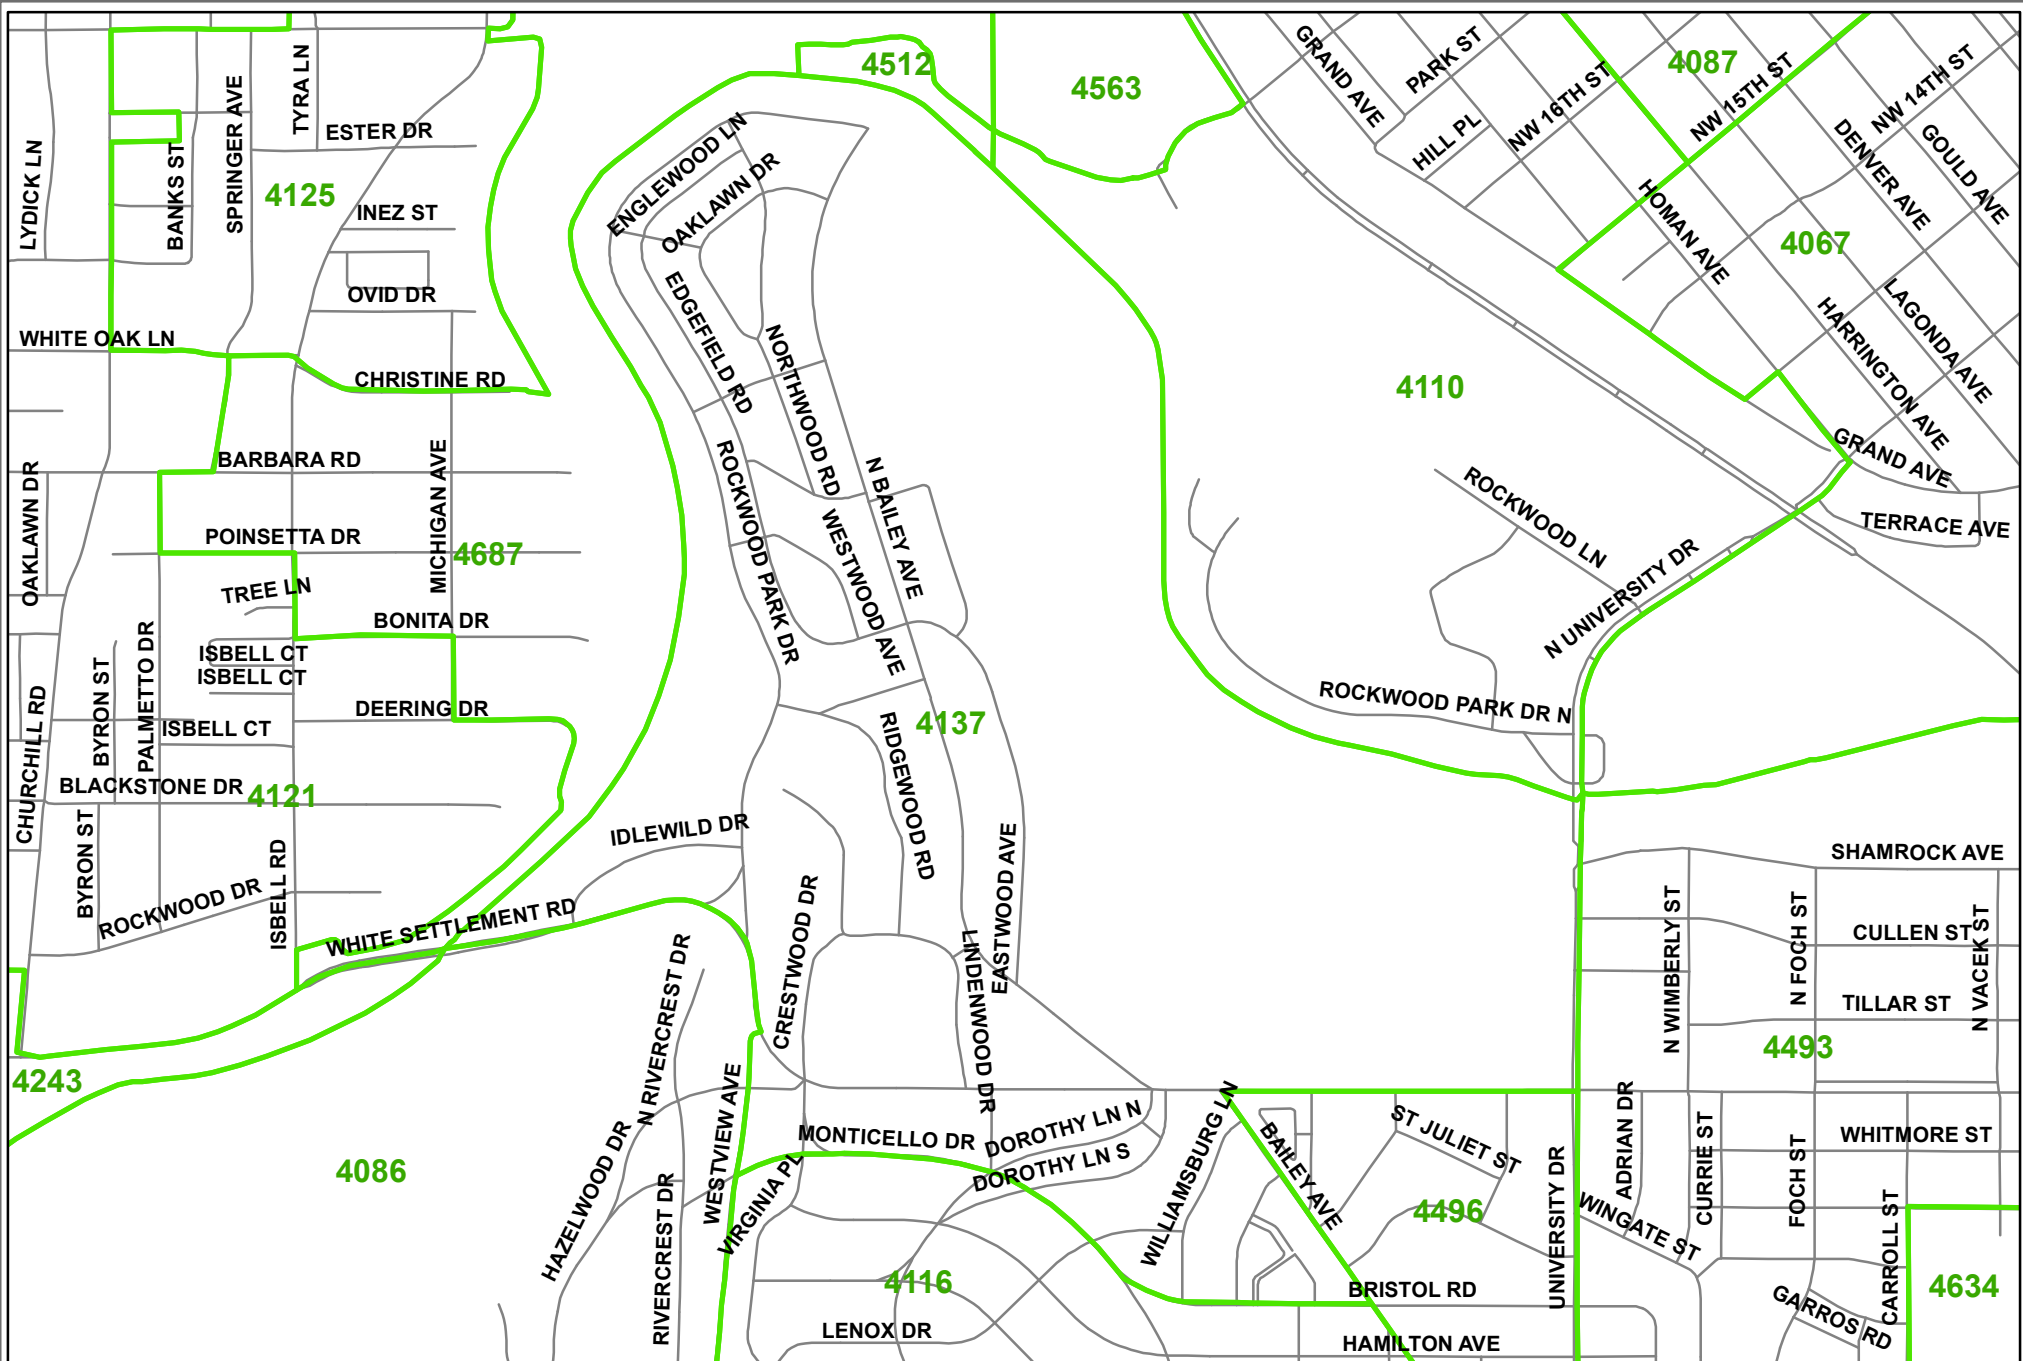 4512
4563
4087
GRAND AVE
PARK ST
HILL PL
NW 16TH ST
NW 15TH ST
NW 14TH ST
DENVER AVE
GOULD AVE
HOMAN AVE
4067
LAGONDA AVE
HARRINGTON AVE
GRAND AVE
TERRACE AVE
LYDICK LN
BANKS ST
SPRINGER AVE
TYRA LN
ESTER DR
4125
INEZ ST
OVID DR
WHITE OAK LN
CHRISTINE RD
ENGLEWOOD LN
OAKLAWN DR
EDGEFIELD RD
NORTHWOOD RD
N BAILEY AVE
ROCKWOOD PARK DR
WESTWOOD AVE
4110
ROCKWOOD LN
N UNIVERSITY DR
ROCKWOOD PARK DR N
OAKLAWN DR
BARBARA RD
MICHIGAN AVE
POINSETTA DR
4687
TREE LN
BONITA DR
ISBELL CT
ISBELL CT
DEERING DR
ISBELL CT
CHURCHILL RD
BYRON ST
PALMETTO DR
BLACKSTONE DR
4121
BYRON ST
ROCKWOOD DR
ISBELL RD
WHITE SETTLEMENT RD
IDLEWILD DR
4137
RIDGEWOOD RD
EASTWOOD AVE
CRESTWOOD DR
LINDENWOOD DR
SHAMROCK AVE
N WIMBERLY ST
N FOCH ST
CULLEN ST
N VACEK ST
TILLAR ST
4493
4243
4086
N RIVERCREST DR
HAZELWOOD DR
RIVERCREST DR
WESTVIEW AVE
VIRGINIA PL
MONTICELLO DR
DOROTHY LN N
DOROTHY LN S
4116
LENOX DR
WILLIAMSBURG LN
BAILEY AVE
ST JULIET ST
4496
UNIVERSITY DR
BRISTOL RD
HAMILTON AVE
ADRIAN DR
WINGATE ST
CURRIE ST
FOCH ST
WHITMORE ST
CARROLL ST
GARROS RD
4634